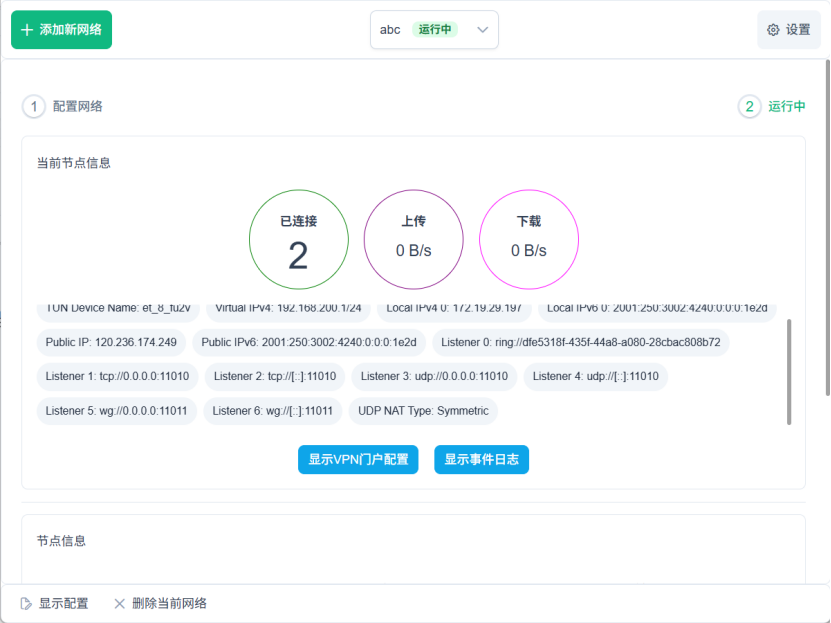 添加新网络
abc 运行中
设置
1 配置网络
2 运行中
当前节点信息
已连接
2
上传
0 B/s
下载
0 B/s
TUN Device Name: et_8_fu2v
Virtual IPv4: 192.168.200.1/24
Local IPv4 0: 172.19.29.197
Local IPv6 0: 2001:250:3002:4240:0:0:0:1e2d
Public IP: 120.236.174.249
Public IPv6: 2001:250:3002:4240:0:0:0:1e2d
Listener 0: ring://dfe5318f-435f-44a8-a080-28cbac808b72
Listener 1: tcp://0.0.0.0:11010
Listener 2: tcp://[::]:11010
Listener 3: udp://0.0.0.0:11010
Listener 4: udp://[::]:11010
Listener 5: wg://0.0.0.0:11011
Listener 6: wg://[::]:11011
UDP NAT Type: Symmetric
显示VPN门户配置
显示事件日志
节点信息
显示配置
删除当前网络